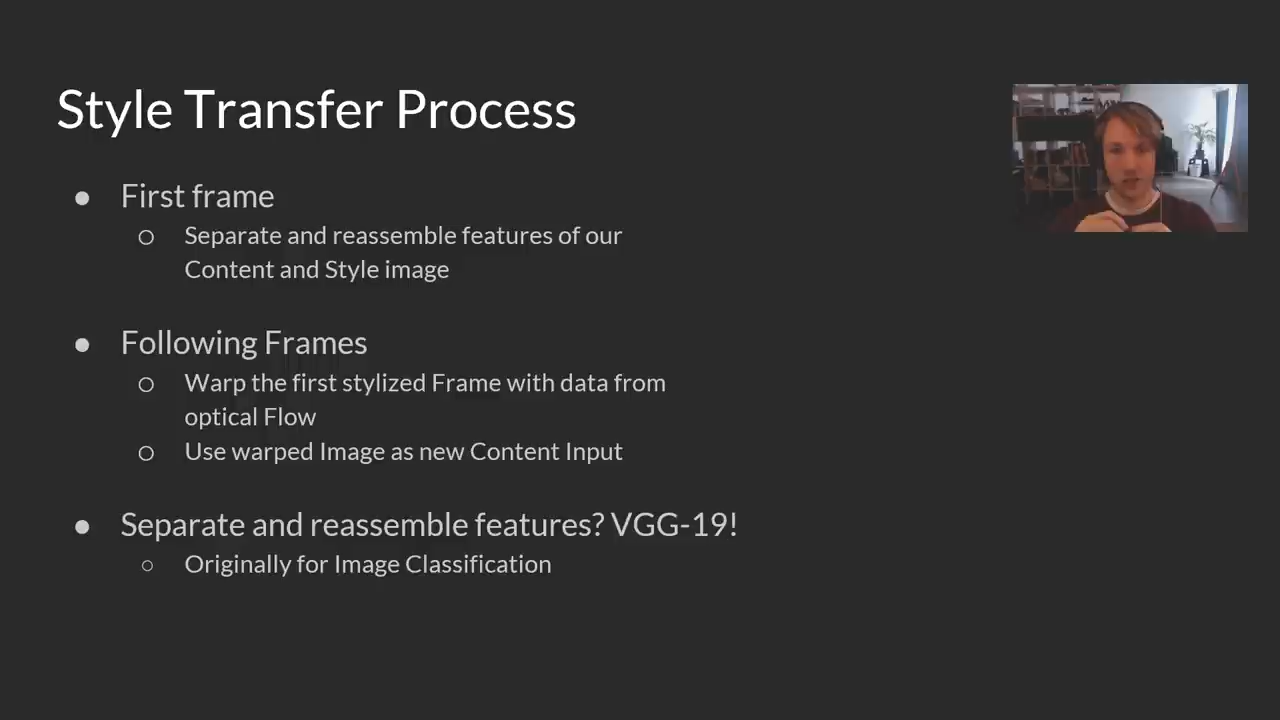 Style Transfer Process
● First frame
○ Separate and reassemble features of our
Content and Style image
● Following Frames
○ Warp the first stylized Frame with data from
optical Flow
○ Use warped Image as new Content Input
● Separate and reassemble features? VGG-19!
○ Originally for Image Classification